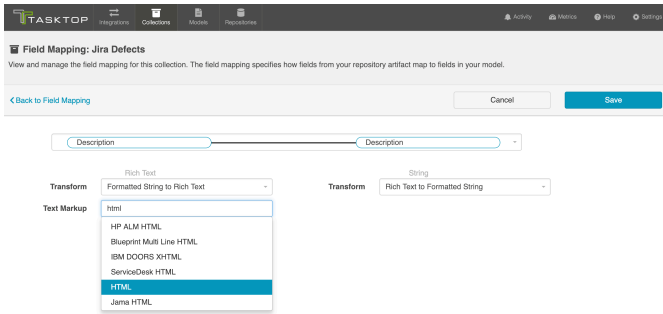 TASKTOP
Integrations
Collections
Models
Repositories
Activity
Metrics
Help
Settings
Field Mapping: Jira Defects
View and manage the field mapping for this collection. The field mapping specifies how fields from your repository artifact map to fields in your model.
Back to Field Mapping
Cancel
Save
Description
Description
Rich Text
String
Transform
Formatted String to Rich Text
Transform
Rich Text to Formatted String
Text Markup
html
HP ALM HTML
Blueprint Multi Line HTML
IBM DOORS XHTML
ServiceDesk HTML
HTML
Jama HTML